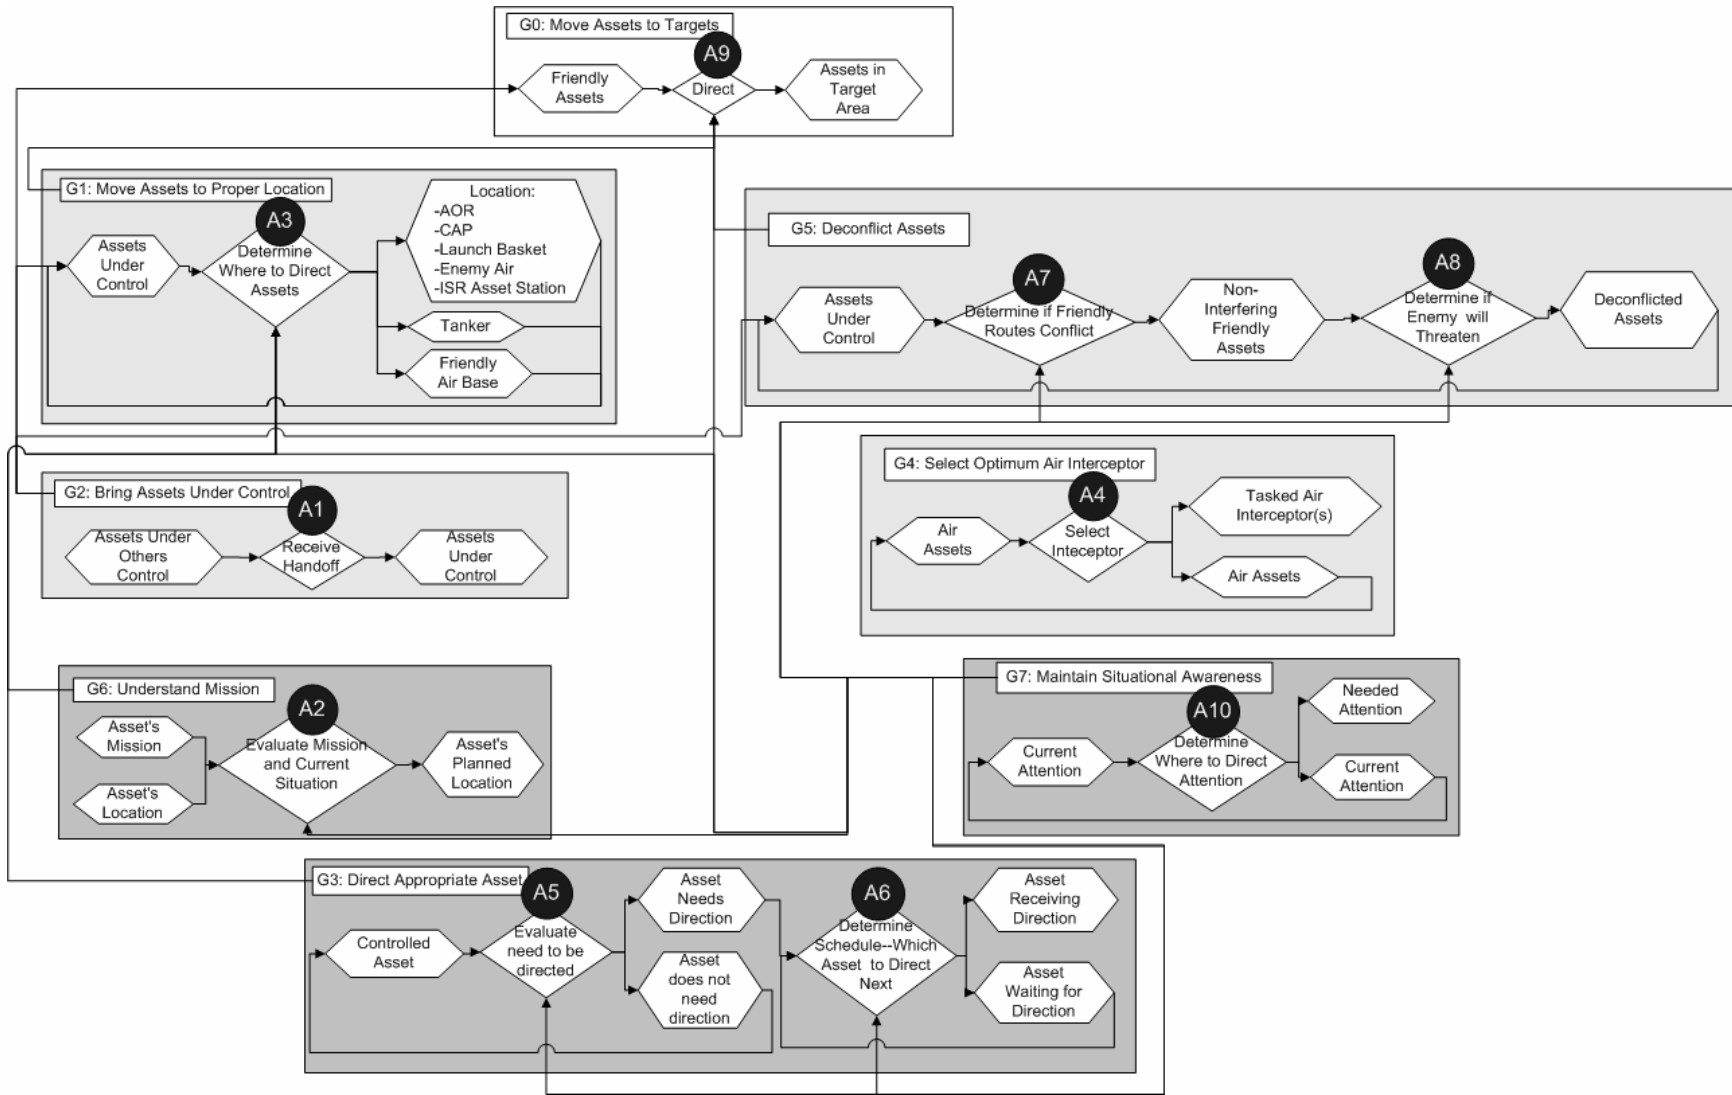 G0: Move Assets to Targets
A9
Friendly
Assets
Direct
Assets in
Target
Area
G1: Move Assets to Proper Location
A3
Assets
Under
Control
Determine
Where to Direct
Assets
Location:
-AOR
-CAP
-Launch Basket
-Enemy Air
-ISR Asset Station
Tanker
Friendly
Air Base
G5: Deconflict Assets
A7
A8
Assets
Under
Control
Determine if Friendly
Routes Conflict
Non-
Interfering
Friendly
Assets
Determine if
Enemy will
Threaten
Deconflicted
Assets
G2: Bring Assets Under Control
A1
Assets Under
Others
Control
Receive
Handoff
Assets
Under
Control
G4: Select Optimum Air Interceptor
A4
Air
Assets
Select
Inteceptor
Tasked Air
Interceptor(s)
Air Assets
G6: Understand Mission
A2
Asset's
Mission
Asset's
Location
Evaluate Mission
and Current
Situation
Asset's
Planned
Location
G7: Maintain Situational Awareness
A10
Current
Attention
Determine
Where to Direct
Attention
Needed
Attention
Current
Attention
G3: Direct Appropriate Asset
A5
A6
Controlled
Asset
Evaluate
need to be
directed
Asset
Needs
Direction
Asset
does not
need
direction
Determine
Schedule--Which
Asset to Direct
Next
Asset
Receiving
Direction
Asset
Waiting for
Direction